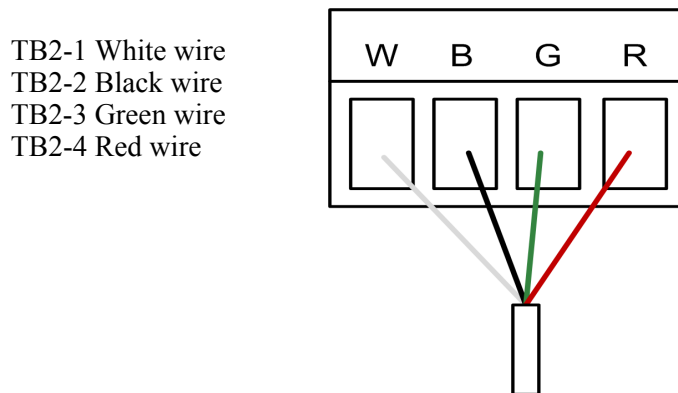 TB2-1 White wire
TB2-2 Black wire
TB2-3 Green wire
TB2-4 Red wire
W B G R